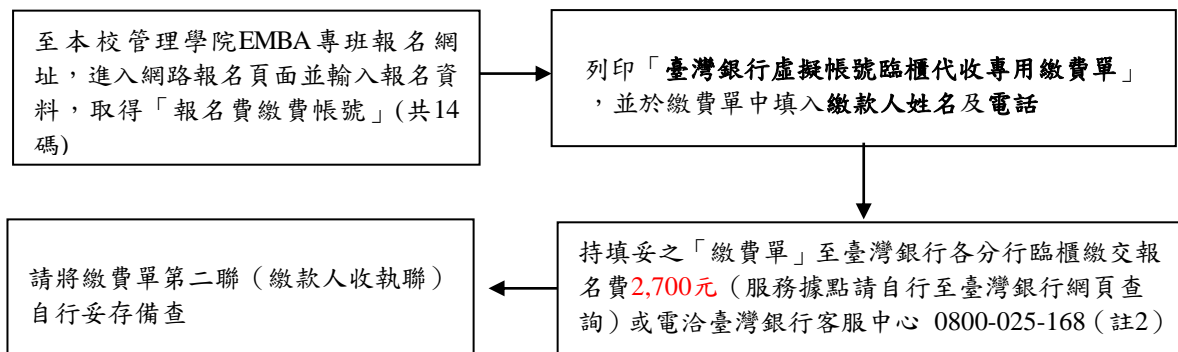 至本校管理學院EMBA專班報名網
址，進入網路報名頁面並輸入報名資
料，取得「報名費繳費帳號」(共14
碼)
列印「臺灣銀行虛擬帳號臨櫃代收專用繳費單」
，並於繳費單中填入繳款人姓名及電話
持填妥之「繳費單」至臺灣銀行各分行臨櫃繳交報
名費2,700元（服務據點請自行至臺灣銀行網頁查
詢）或電洽臺灣銀行客服中心 0800-025-168（註2）
請將繳費單第二聯（繳款人收執聯）
自行妥存備查